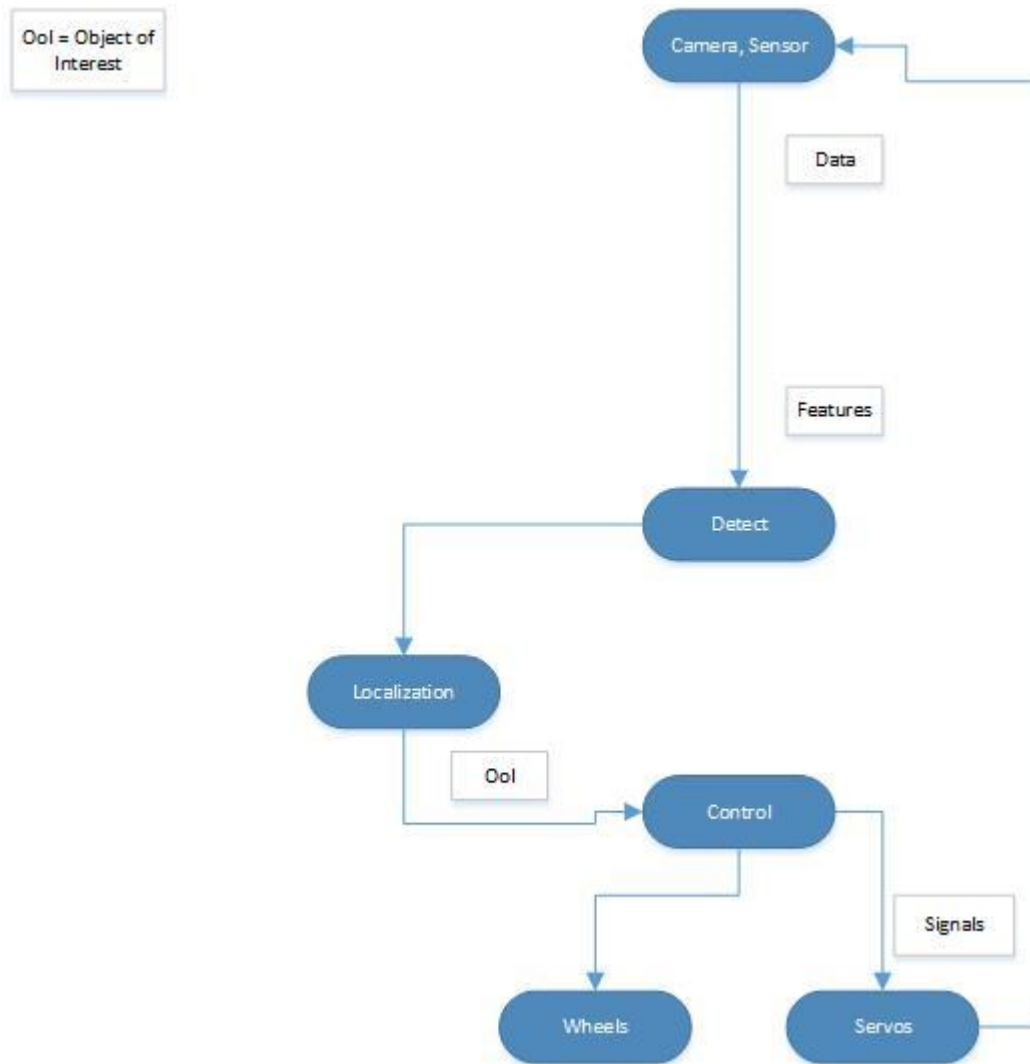 OoI = Object of
Interest
Camera, Sensor
Data
Features
Detect
Localization
OoI
Control
Signals
Wheels
Servos